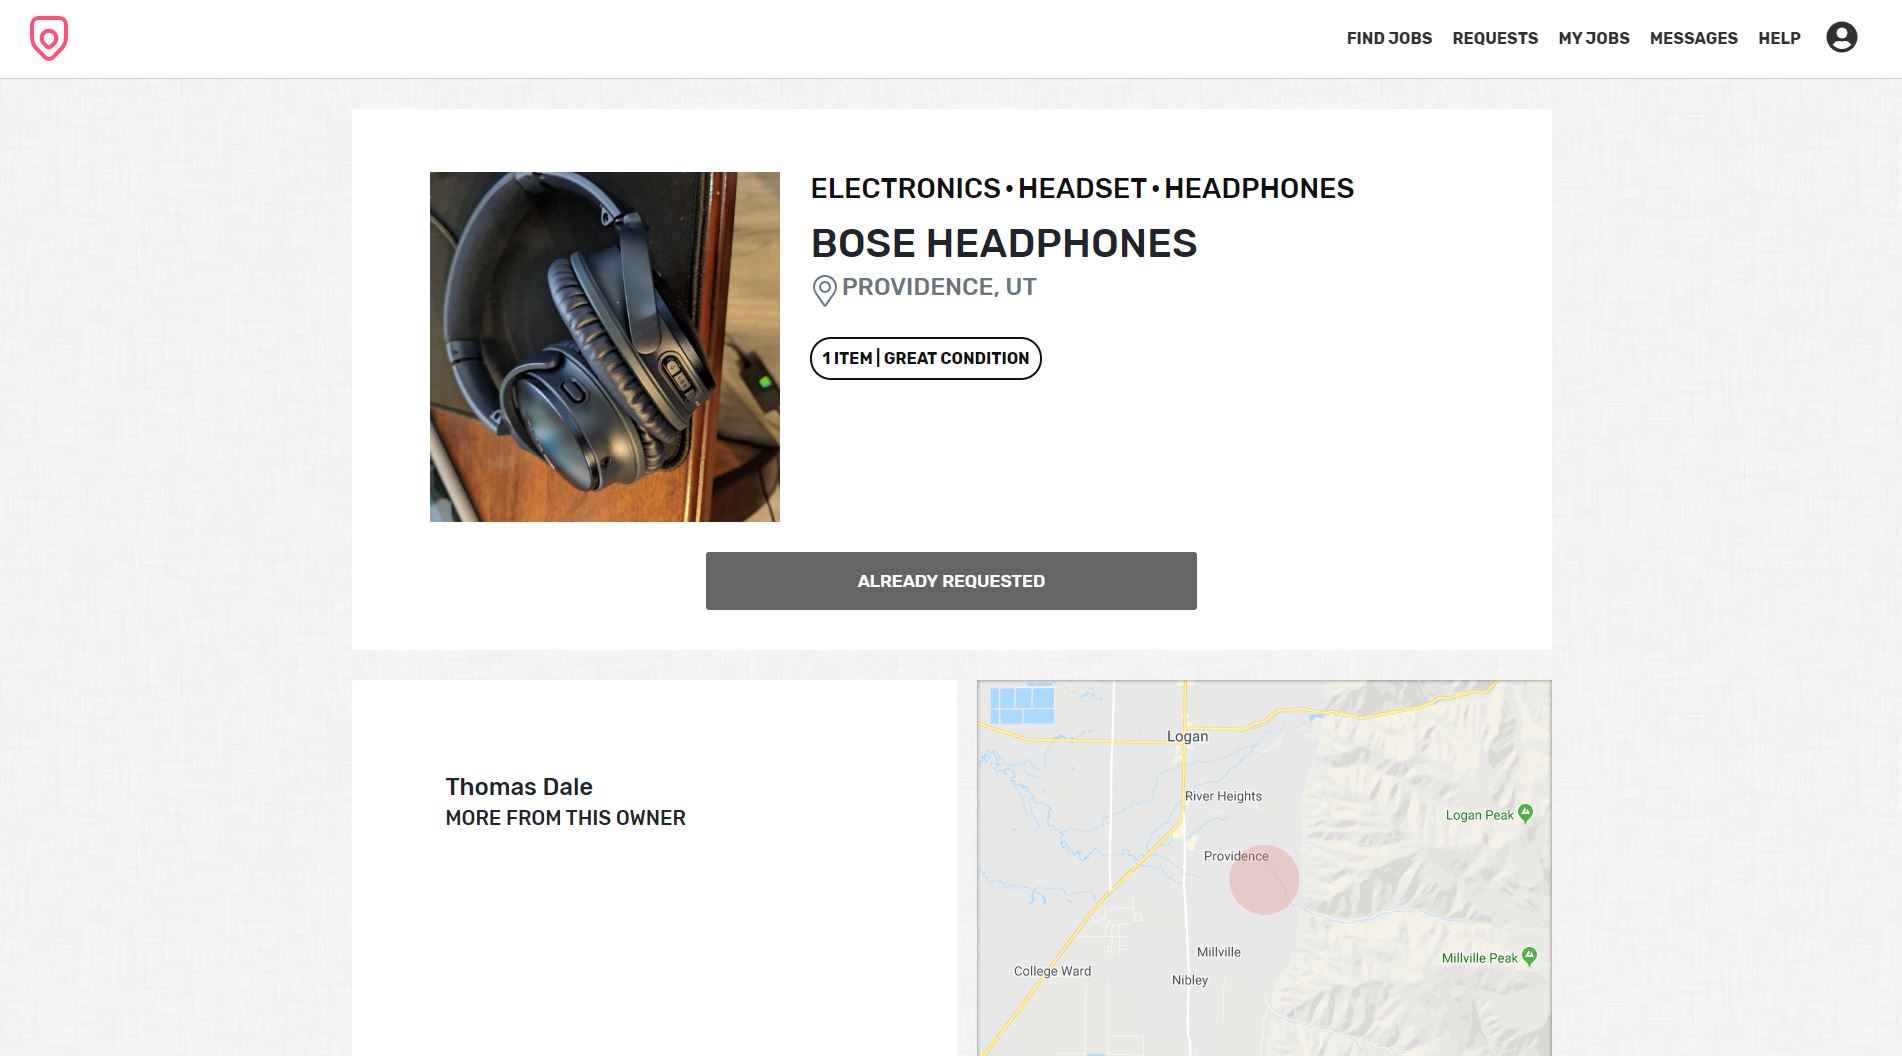 FIND JOBS REQUESTS MY JOBS MESSAGES HELP
ELECTRONICS • HEADSET • HEADPHONES
BOSE HEADPHONES
PROVIDENCE, UT
1 ITEM | GREAT CONDITION
ALREADY REQUESTED
Thomas Dale
MORE FROM THIS OWNER
Logan
River Heights
Logan Peak
Providence
Millville
Millville Peak
College Ward
Nibley